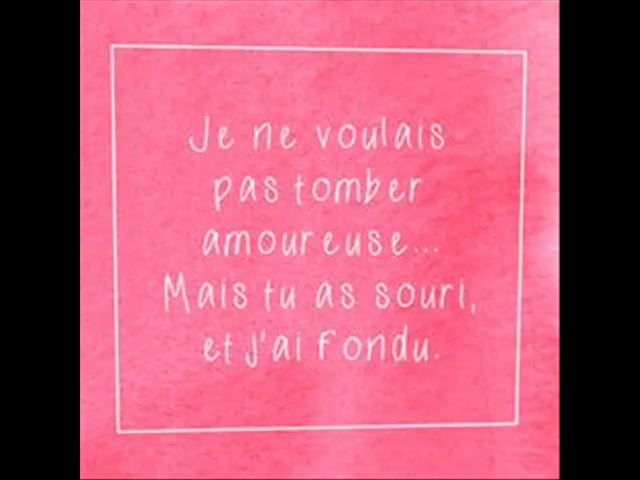 Je ne voulais
pas tomber
amoureuse...
Mais tu as souri,
et j'ai fondu.